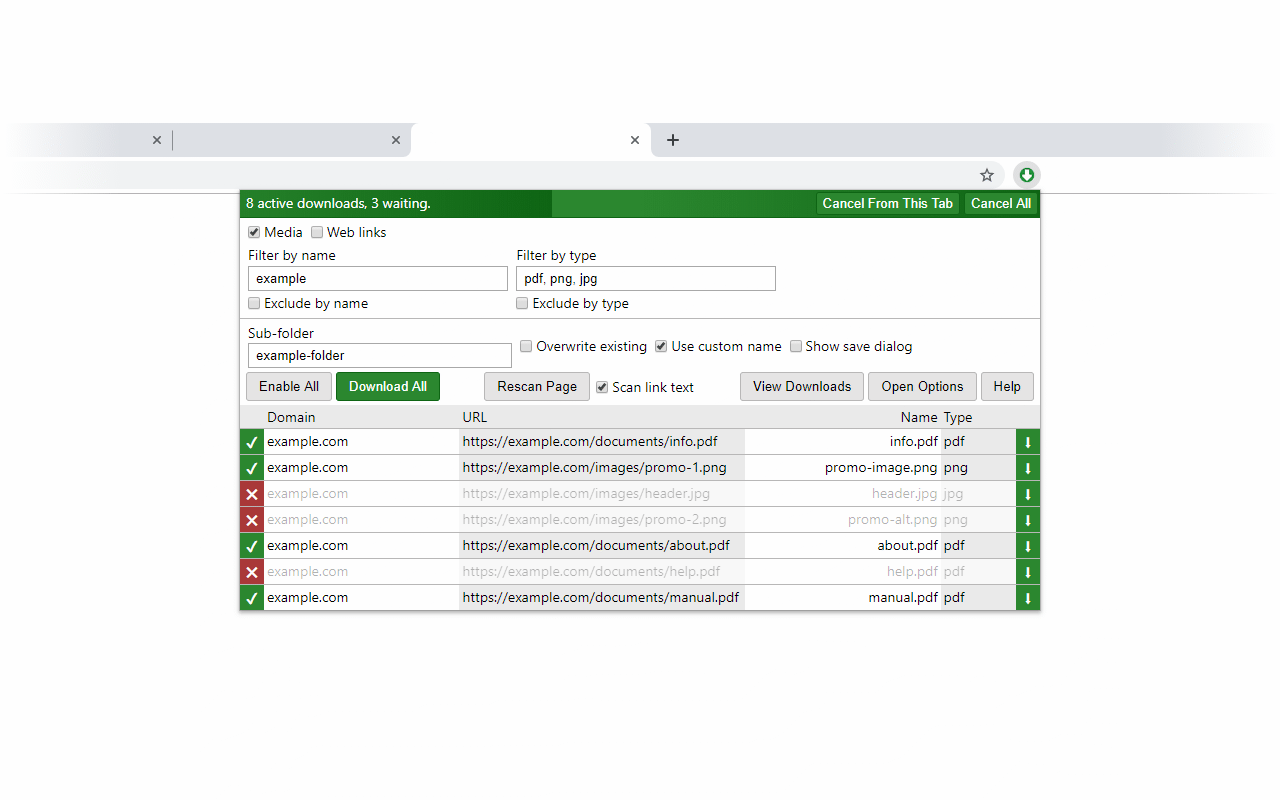 8 active downloads, 3 waiting. Cancel From This Tab Cancel All
Media Web links
Filter by name Filter by type
example pdf, png, jpg
Exclude by name Exclude by type
Sub-folder
example-folder Overwrite existing Use custom name Show save dialog
Enable All Download All Rescan Page Scan link text View Downloads Open Options Help
Domain URL Name Type
example.com https://example.com/documents/info.pdf info.pdf pdf
example.com https://example.com/images/promo-1.png promo-image.png png
example.com https://example.com/images/header.jpg header.jpg jpg
example.com https://example.com/images/promo-2.png promo-alt.png png
example.com https://example.com/documents/about.pdf about.pdf pdf
example.com https://example.com/documents/help.pdf help.pdf pdf
example.com https://example.com/documents/manual.pdf manual.pdf pdf